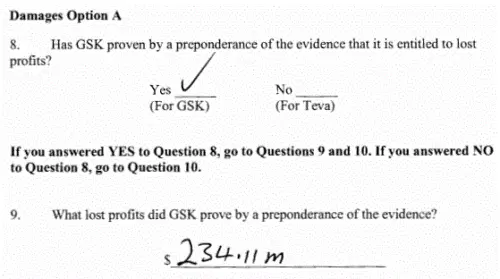 Damages Option A
8. Has GSK proven by a preponderance of the evidence that it is entitled to lost
profits?
Yes ✓ No ____
(For GSK) (For Teva)
If you answered YES to Question 8, go to Questions 9 and 10. If you answered NO
to Question 8, go to Question 10.
9. What lost profits did GSK prove by a preponderance of the evidence?
$ 234.11 m